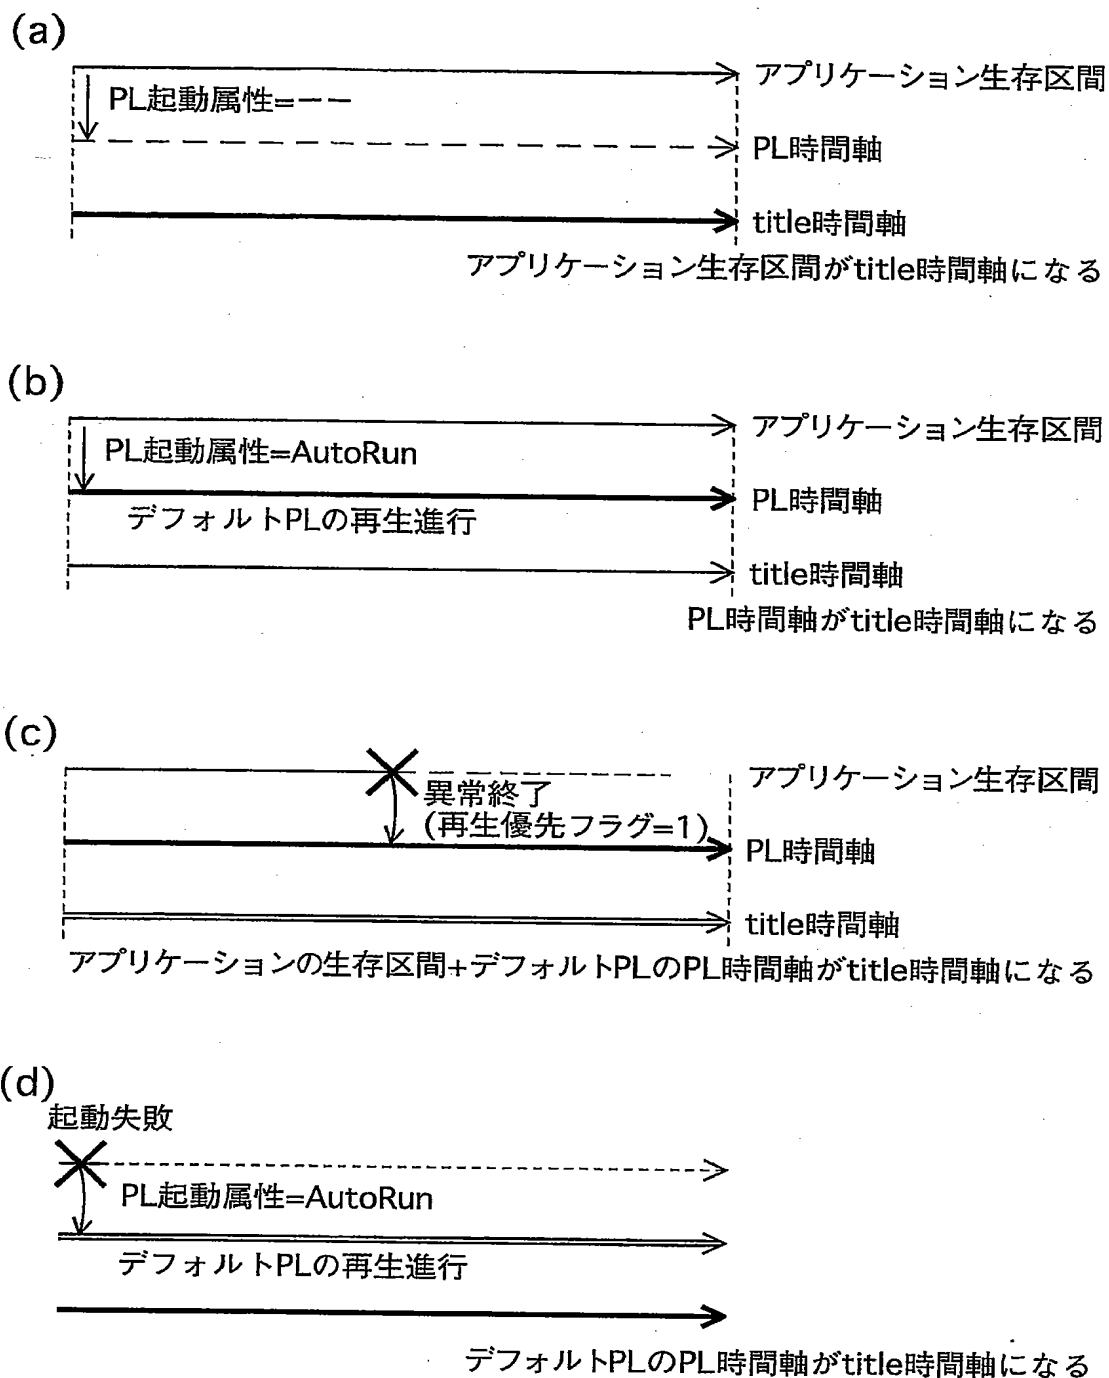 (a)
アプリケーション生存区間
PL起動属性=――
PL時間軸
title時間軸
アプリケーション生存区間がtitle時間軸になる
(b)
アプリケーション生存区間
PL起動属性=AutoRun
PL時間軸
デフォルトPLの再生進行
title時間軸
PL時間軸がtitle時間軸になる
(c)
アプリケーション生存区間
異常終了
(再生優先フラグ=1)
PL時間軸
title時間軸
アプリケーションの生存区間+デフォルトPLのPL時間軸がtitle時間軸になる
(d)
起動失敗
PL起動属性=AutoRun
デフォルトPLの再生進行
デフォルトPLのPL時間軸がtitle時間軸になる